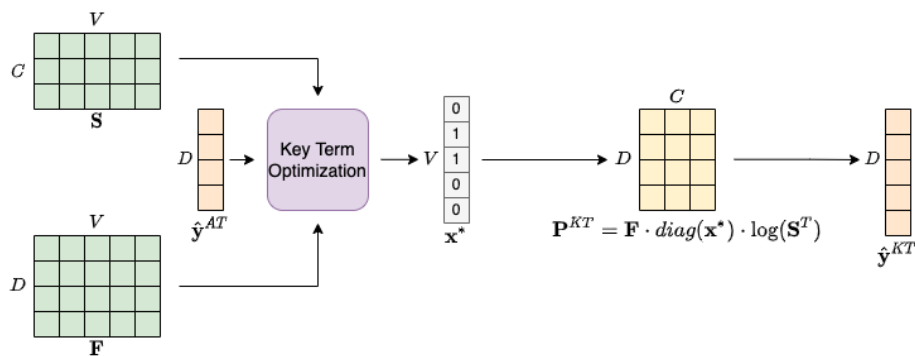 V
C
S
D
ŷ^{AT}
V
D
F
Key Term
Optimization
V
0
1
1
0
0
x*
C
D
P^{KT} = F · diag(x*) · log(S^T)
D
ŷ^{KT}